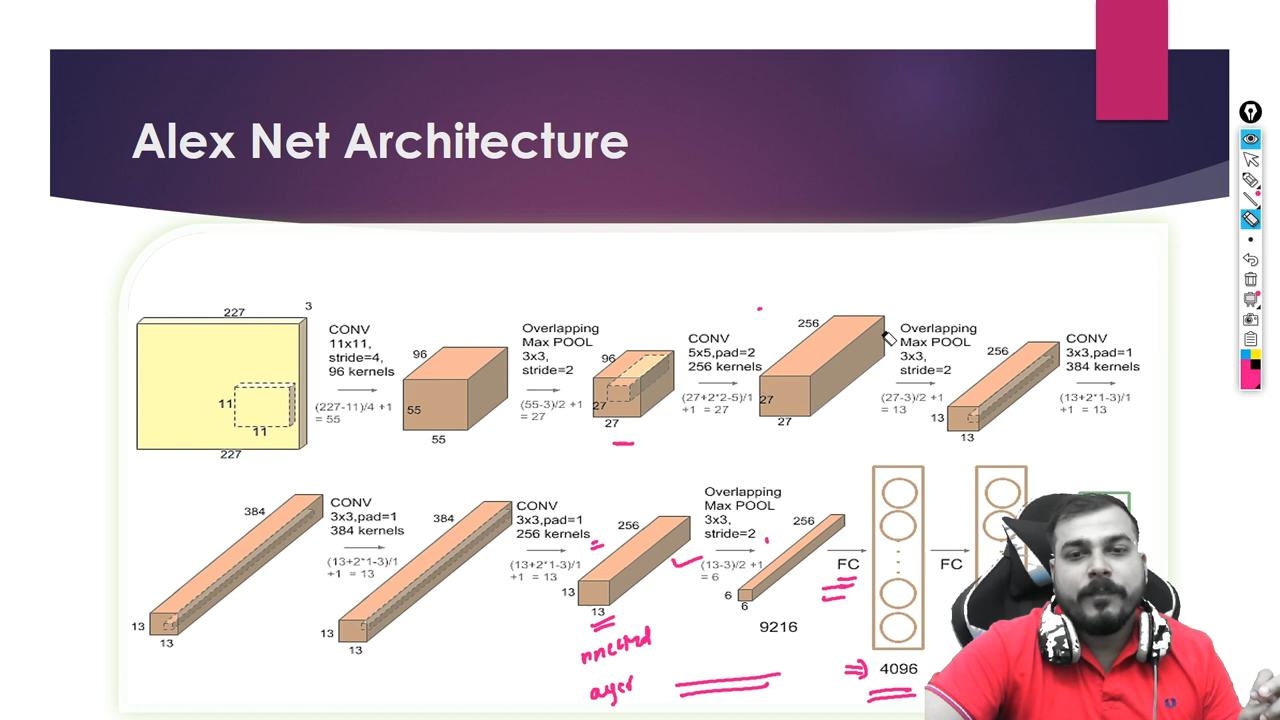 Alex Net Architecture
227
3
11
11
227
CONV
11x11,
stride=4,
96 kernels
(227-11)/4 +1
= 55
96
55
55
Overlapping
Max POOL
3x3,
stride=2
(55-3)/2 +1
= 27
96
27
27
CONV
5x5,pad=2
256 kernels
(27+2*2-5)/1
+1 = 27
256
27
27
Overlapping
Max POOL
3x3,
stride=2
(27-3)/2 +1
= 13
256
13
13
CONV
3x3,pad=1
384 kernels
(13+2*1-3)/1
+1 = 13
384
13
13
CONV
3x3,pad=1
384 kernels
(13+2*1-3)/1
+1 = 13
384
13
13
CONV
3x3,pad=1
256 kernels
(13+2*1-3)/1
+1 = 13
256
13
13
Overlapping
Max POOL
3x3,
stride=2
(13-3)/2 +1
= 6
256
6
6
9216
FC
4096
FC
nnected
ayer